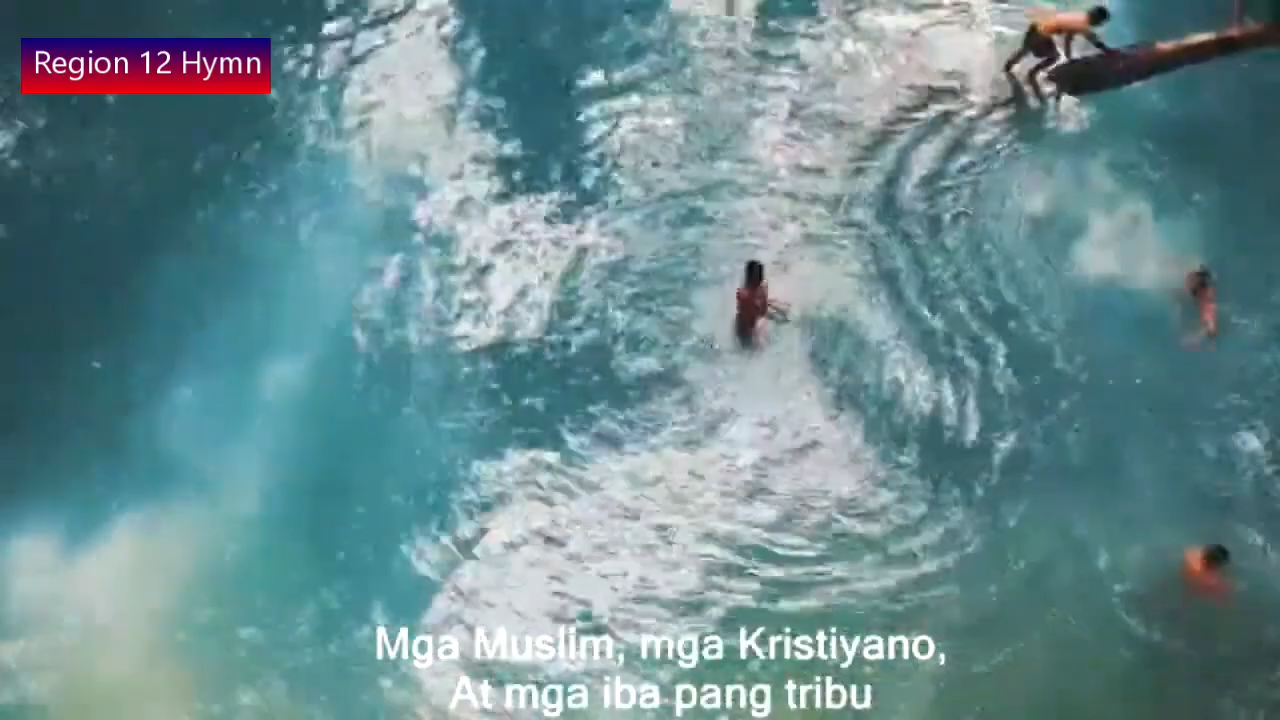 Region 12 Hymn
Mga Muslim, mga Kristiyano,
At mga iba pang tribu